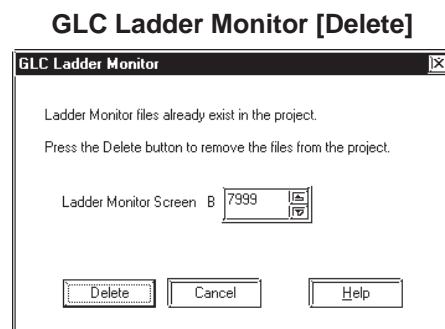 GLC Ladder Monitor [Delete]
GLC Ladder Monitor
Ladder Monitor files already exist in the project.
Press the Delete button to remove the files from the project.
Ladder Monitor Screen B 7999
Delete Cancel Help